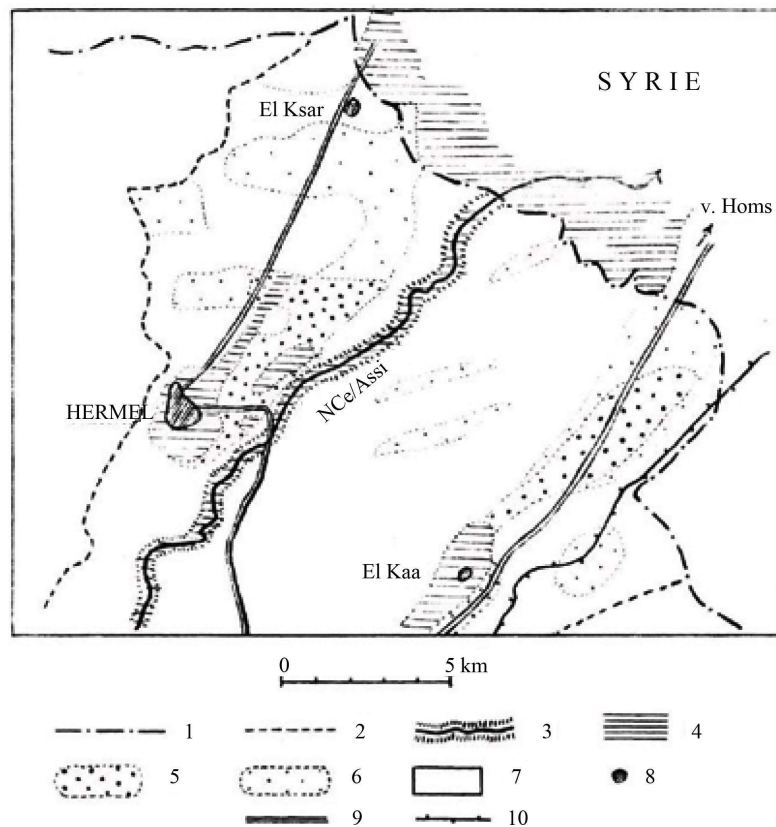 SYRIE
El Ksar
v. Homs
HERMEL
NCe/Assi
El Kaa
0 5 km
1 2 3 4
5 6 7 8
9 10